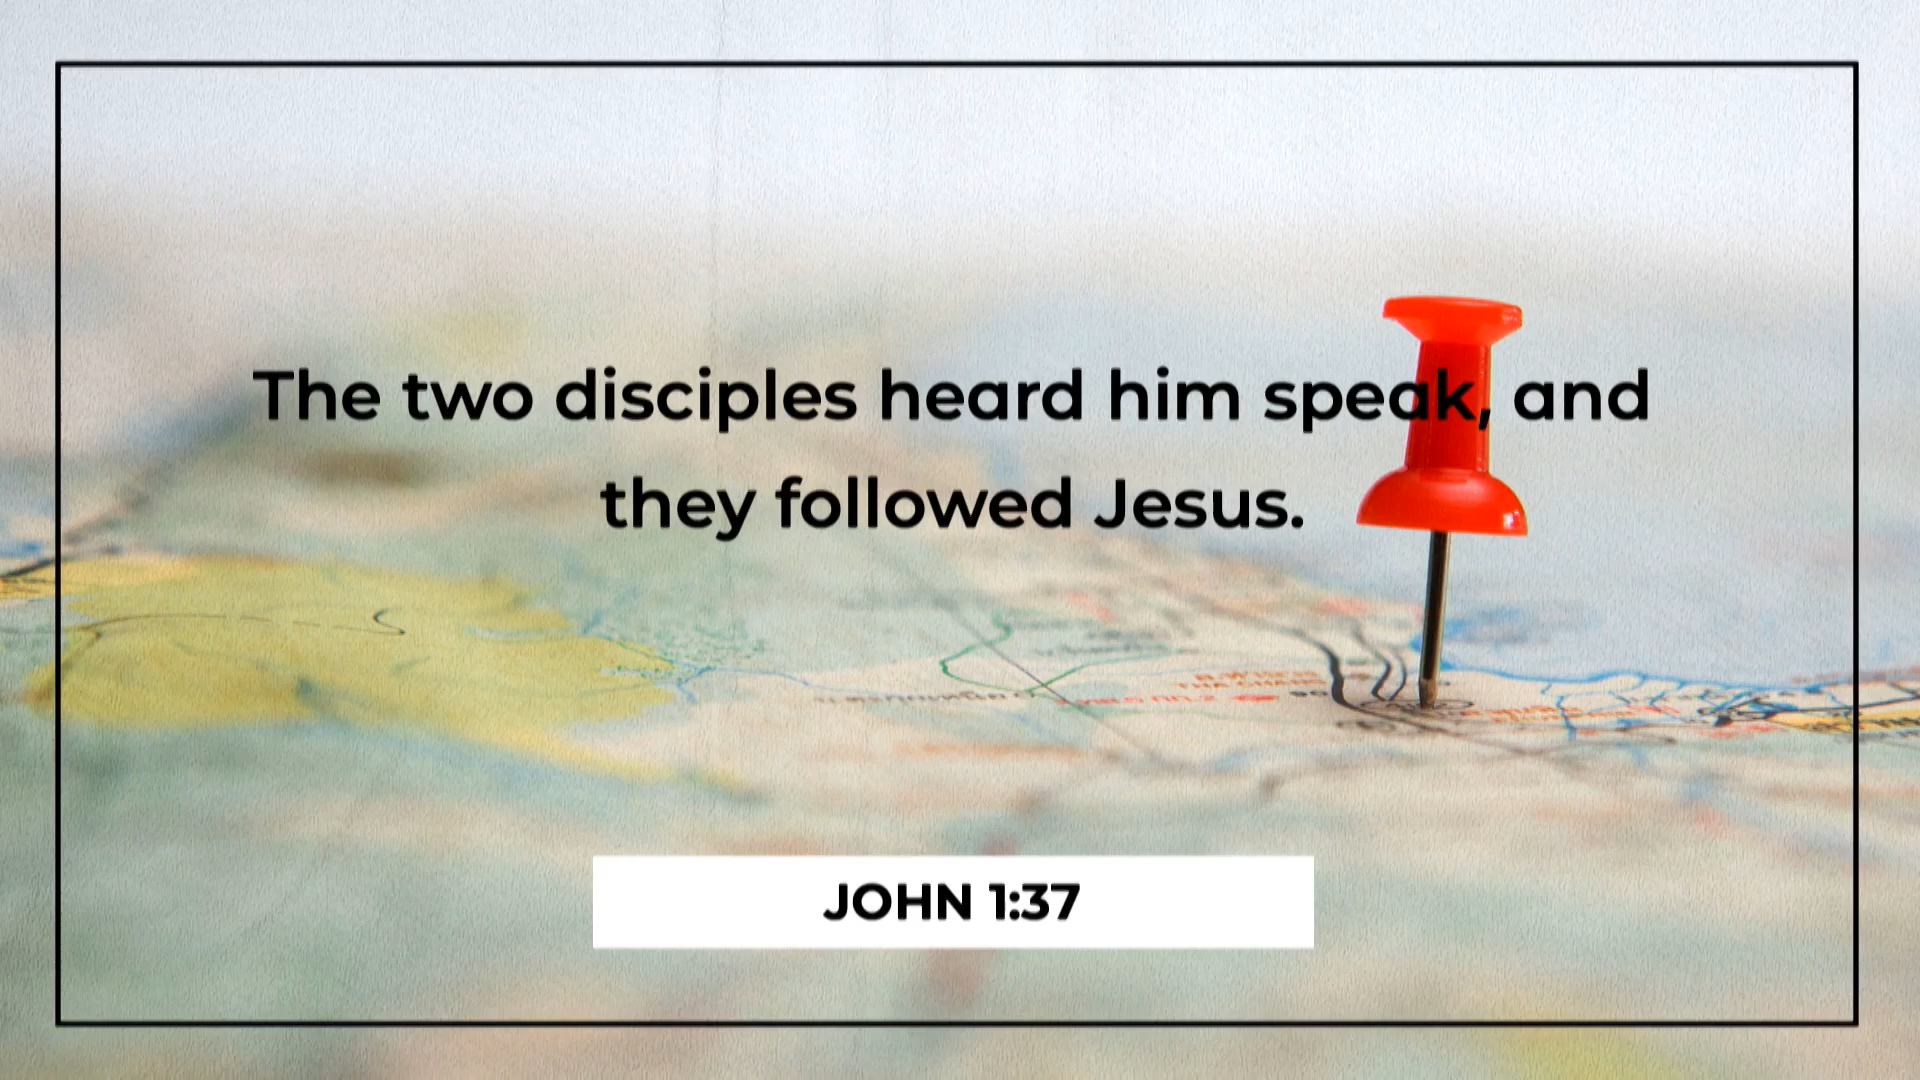 The two disciples heard him speak, and
they followed Jesus.
JOHN 1:37